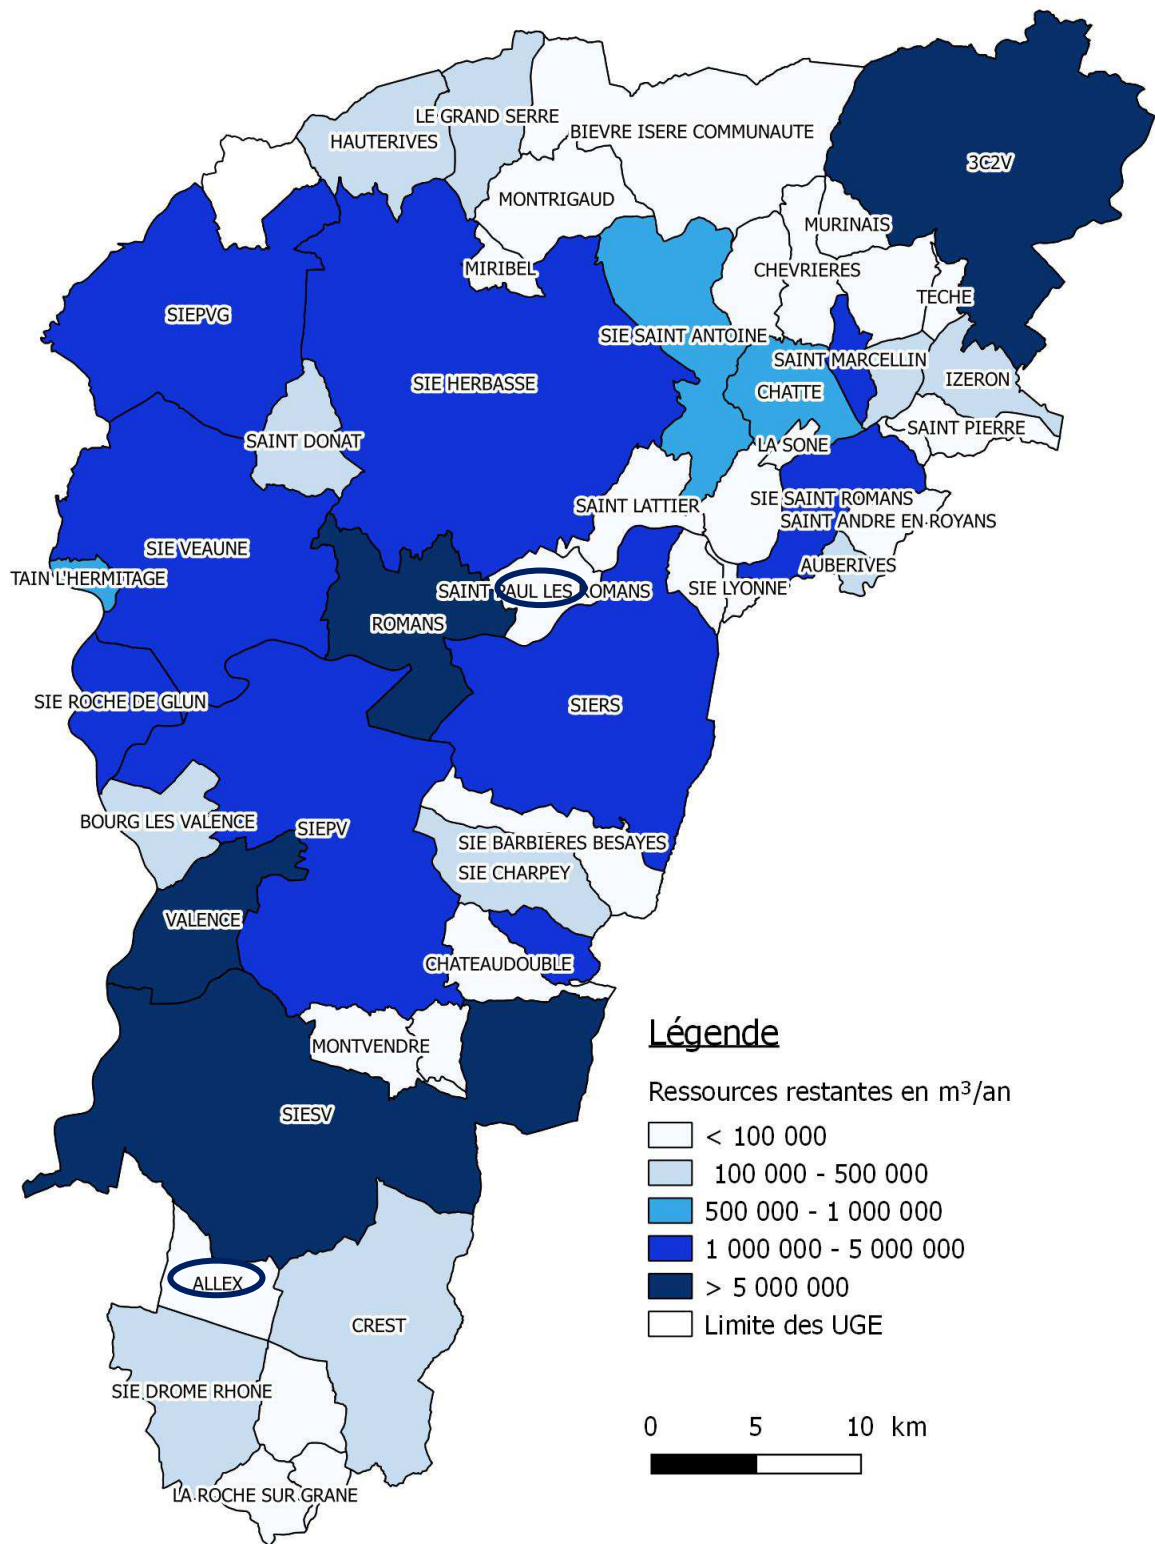 LE GRAND SERRE
HAUTERIVES
BIEVRE ISERE COMMUNAUTE
3C2V
MONTRIGAUD
MURINAIS
MIRIBEL
CHEVRIERES
TECHE
SIEPVG
SIE SAINT ANTOINE
SAINT MARCELLIN
SIE HERBASSE
IZERON
CHATTE
SAINT DONAT
SAINT PIERRE
LA SONE
SIE SAINT ROMANS
SAINT LATTIER
SAINT ANDRE EN ROYANS
SIE VEAUNE
AUBERIVES
TAIN L'HERMITAGE
SIE LYONNE
SAINT PAUL LES ROMANS
ROMANS
SIE ROCHE DE GLUN
SIERS
BOURG LES VALENCE
SIEPV
SIE BARBIERES BESAYES
SIE CHARPEY
VALENCE
CHATEAUDOUBLE
Légende
MONTVENDRE
Ressources restantes en m³/an
SIESV
< 100 000
100 000 - 500 000
500 000 - 1 000 000
1 000 000 - 5 000 000
> 5 000 000
ALLEX
CREST
Limite des UGE
SIE DROME RHONE
0 5 10 km
LA ROCHE SUR GRANE